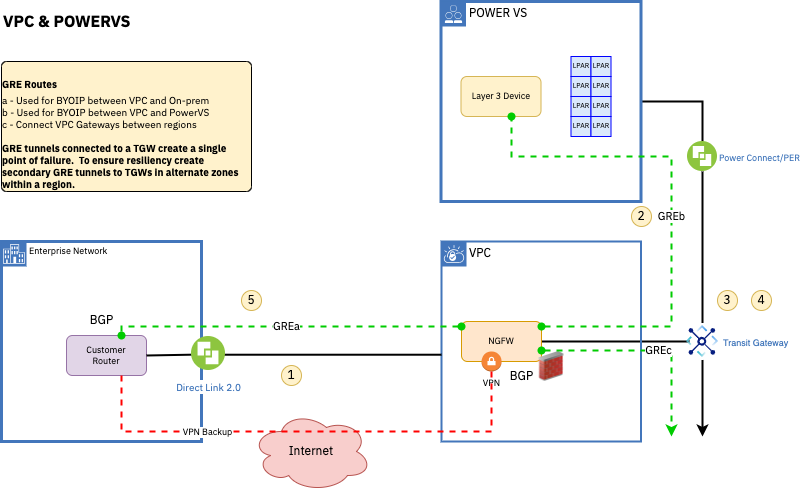 VPC & POWERVS
POWER VS
GRE Routes
a - Used for BYOIP between VPC and On-prem
b - Used for BYOIP between VPC and PowerVS
c - Connect VPC Gateways between regions
GRE tunnels connected to a TGW create a single
point of failure. To ensure resiliency create
secondary GRE tunnels to TGWs in alternate zones
within a region.
Layer 3 Device
LPAR LPAR
LPAR LPAR
LPAR LPAR
LPAR LPAR
Power Connect/PER
2 GREb
Enterprise Network
VPC
5
3 4
BGP
GREa
NGFW
Customer
Router
Transit Gateway
GREc
VPN
BGP
Direct Link 2.0
1
VPN Backup
Internet